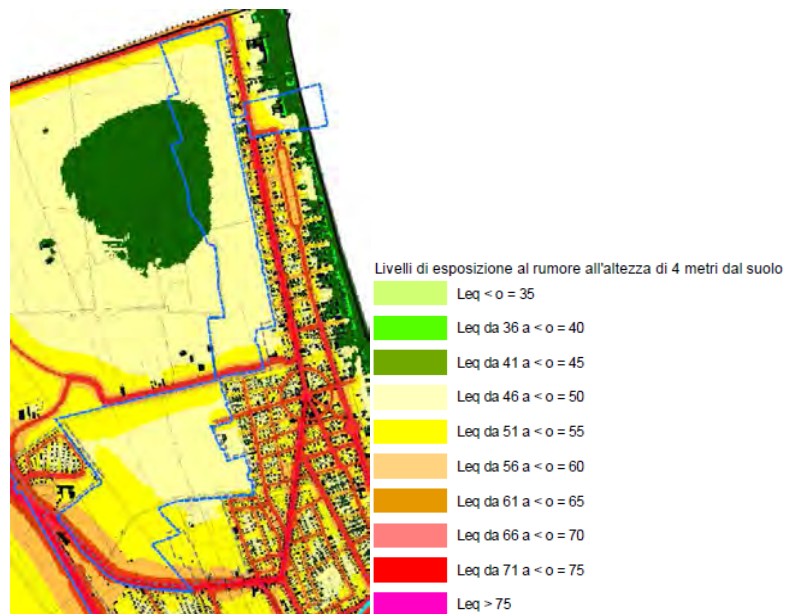 Livelli di esposizione al rumore all'altezza di 4 metri dal suolo
Leq < o = 35
Leq da 36 a < o = 40
Leq da 41 a < o = 45
Leq da 46 a < o = 50
Leq da 51 a < o = 55
Leq da 56 a < o = 60
Leq da 61 a < o = 65
Leq da 66 a < o = 70
Leq da 71 a < o = 75
Leq > 75